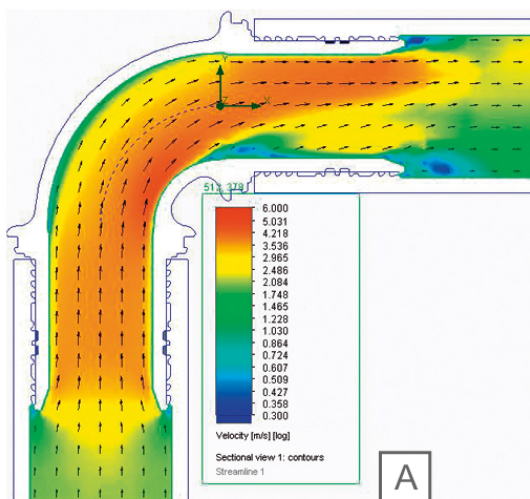 Y
X
Z
6.000
5.031
4.218
3.536
2.965
2.486
2.084
1.748
1.465
1.228
1.030
0.864
0.724
0.607
0.509
0.427
0.358
0.300
Velocity [m/s] [log]
Sectional view 1: contours
Streamline 1
A